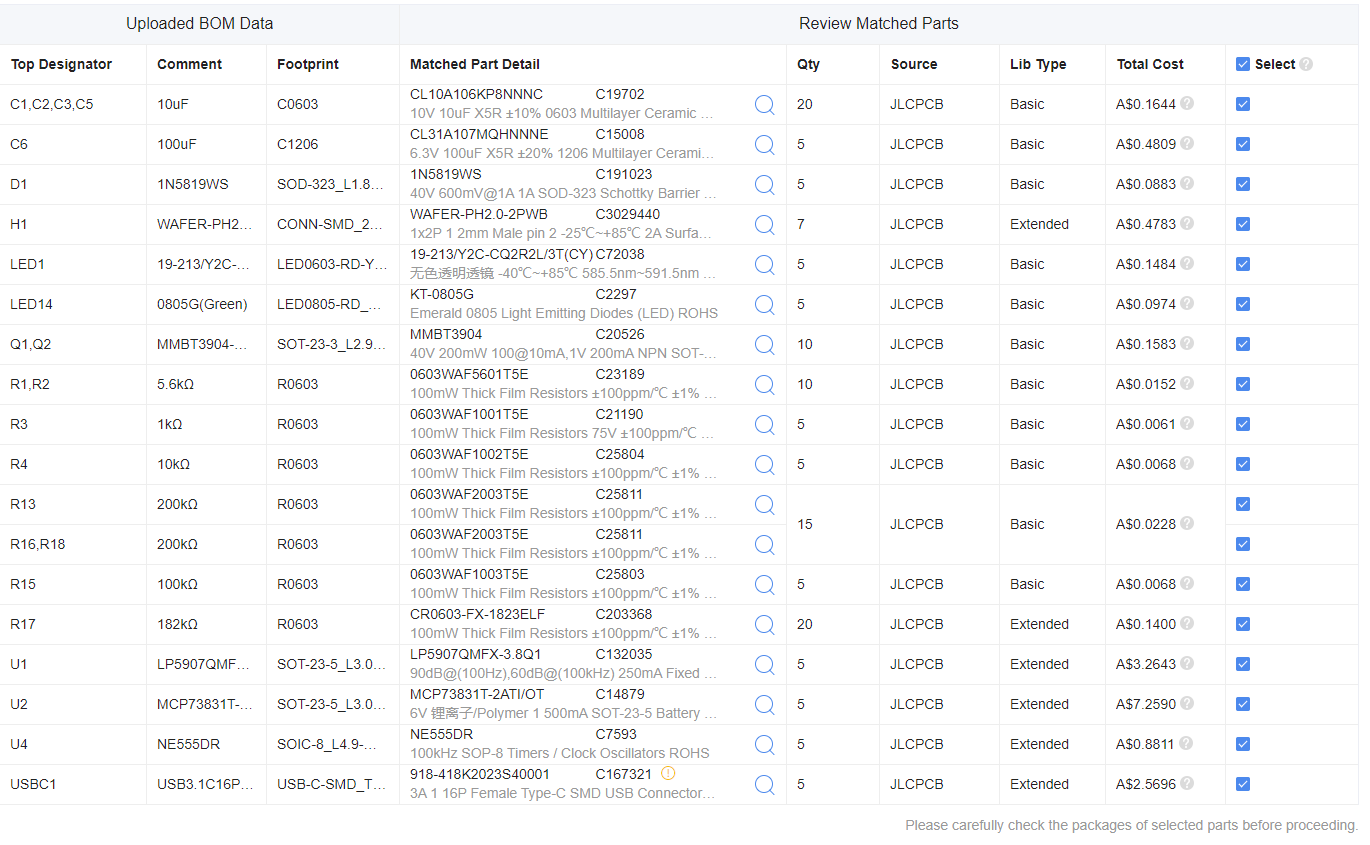 Uploaded BOM Data Review Matched Parts
Top Designator Comment Footprint Matched Part Detail Qty Source Lib Type Total Cost Select
C1,C2,C3,C5 10uF C0603 CL10A106KP8NNNC C19702 20 JLCPCB Basic A$0.1644
10V 10uF X5R ±10% 0603 Multilayer Ceramic ...
C6 100uF C1206 CL31A107MQHNNNE C15008 5 JLCPCB Basic A$0.4809
6.3V 100uF X5R ±20% 1206 Multilayer Cerami...
D1 1N5819WS SOD-323_L1.8... 1N5819WS C191023 5 JLCPCB Basic A$0.0883
40V 600mV@1A 1A SOD-323 Schottky Barrier ...
H1 WAFER-PH2... CONN-SMD_2... WAFER-PH2.0-2PWB C3029440 7 JLCPCB Extended A$0.4783
1x2P 1 2mm Male pin 2 -25℃~+85℃ 2A Surfa...
LED1 19-213/Y2C-... LED0603-RD-Y... 19-213/Y2C-CQ2R2L/3T(CY) C72038 5 JLCPCB Basic A$0.1484
无色透明透镜 -40℃~+85℃ 585.5nm~591.5nm ...
LED14 0805G(Green) LED0805-RD_... KT-0805G C2297 5 JLCPCB Basic A$0.0974
Emerald 0805 Light Emitting Diodes (LED) ROHS
Q1,Q2 MMBT3904-... SOT-23-3_L2.9... MMBT3904 C20526 10 JLCPCB Basic A$0.1583
40V 200mW 100@10mA,1V 200mA NPN SOT-...
R1,R2 5.6kΩ R0603 0603WAF5601T5E C23189 10 JLCPCB Basic A$0.0152
100mW Thick Film Resistors ±100ppm/℃ ±1% ...
R3 1kΩ R0603 0603WAF1001T5E C21190 5 JLCPCB Basic A$0.0061
100mW Thick Film Resistors 75V ±100ppm/℃ ...
R4 10kΩ R0603 0603WAF1002T5E C25804 5 JLCPCB Basic A$0.0068
100mW Thick Film Resistors ±100ppm/℃ ±1% ...
R13 200kΩ R0603 0603WAF2003T5E C25811 15 JLCPCB Basic A$0.0228
100mW Thick Film Resistors ±100ppm/℃ ±1% ...
R16,R18 200kΩ R0603 0603WAF2003T5E C25811
100mW Thick Film Resistors ±100ppm/℃ ±1% ...
R15 100kΩ R0603 0603WAF1003T5E C25803 5 JLCPCB Basic A$0.0068
100mW Thick Film Resistors ±100ppm/℃ ±1% ...
R17 182kΩ R0603 CR0603-FX-1823ELF C203368 20 JLCPCB Extended A$0.1400
100mW Thick Film Resistors ±100ppm/℃ ±1% ...
U1 LP5907QMF... SOT-23-5_L3.0... LP5907QMFX-3.8Q1 C132035 5 JLCPCB Extended A$3.2643
90dB@(100Hz),60dB@(100kHz) 250mA Fixed ...
U2 MCP73831T-... SOT-23-5_L3.0... MCP73831T-2ATI/OT C14879 5 JLCPCB Extended A$7.2590
6V 锂离子/Polymer 1 500mA SOT-23-5 Battery ...
U4 NE555DR SOIC-8_L4.9-... NE555DR C7593 5 JLCPCB Extended A$0.8811
100kHz SOP-8 Timers / Clock Oscillators ROHS
USBC1 USB3.1C16P... USB-C-SMD_T... 918-418K2023S40001 C167321 5 JLCPCB Extended A$2.5696
3A 1 16P Female Type-C SMD USB Connector...
Please carefully check the packages of selected parts before proceeding.